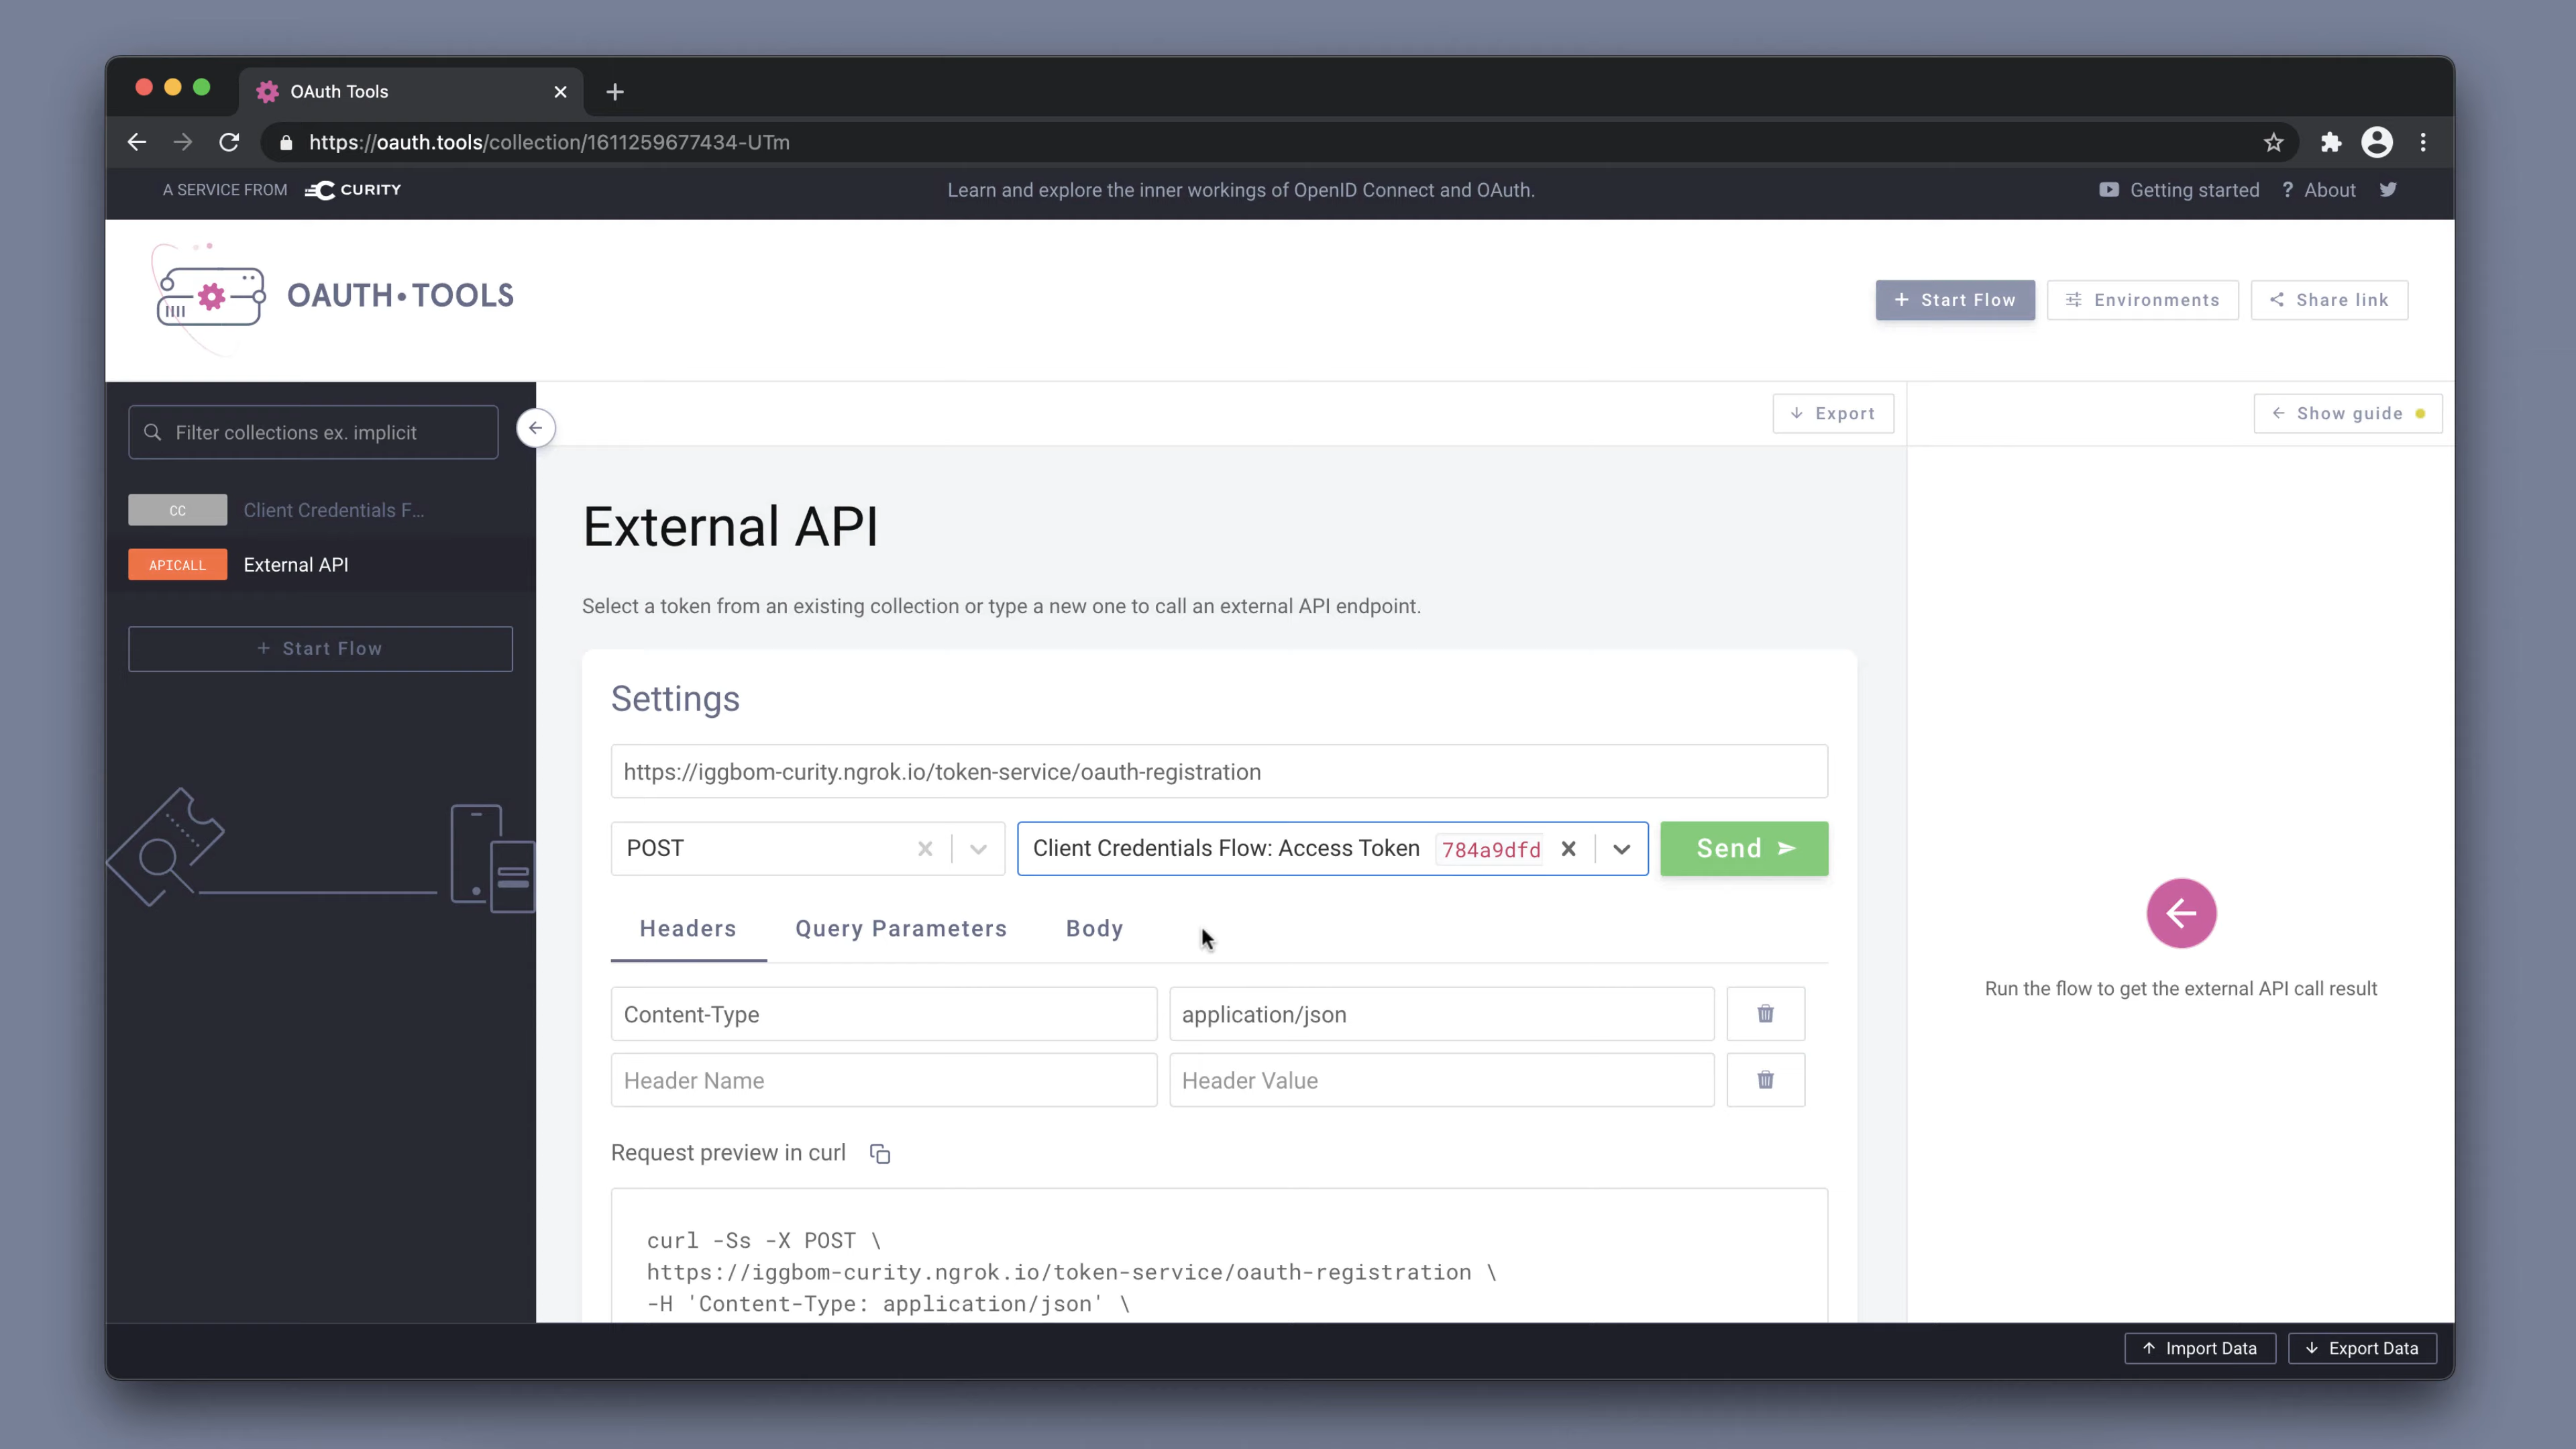 OAuth Tools
https://oauth.tools/collection/1611259677434-UTm
A SERVICE FROM CURITY
Learn and explore the inner workings of OpenID Connect and OAuth.
Getting started ? About
OAUTH•TOOLS
+ Start Flow
Environments
Share link
Filter collections ex. implicit
Export
Show guide
CC Client Credentials F...
APICALL External API
+ Start Flow
External API
Select a token from an existing collection or type a new one to call an external API endpoint.
Settings
https://iggbom-curity.ngrok.io/token-service/oauth-registration
POST
Client Credentials Flow: Access Token 784a9dfd
Send
Headers
Query Parameters
Body
Content-Type
application/json
Header Name
Header Value
Request preview in curl
curl -Ss -X POST \
https://iggbom-curity.ngrok.io/token-service/oauth-registration \
-H 'Content-Type: application/json' \
Run the flow to get the external API call result
Import Data
Export Data